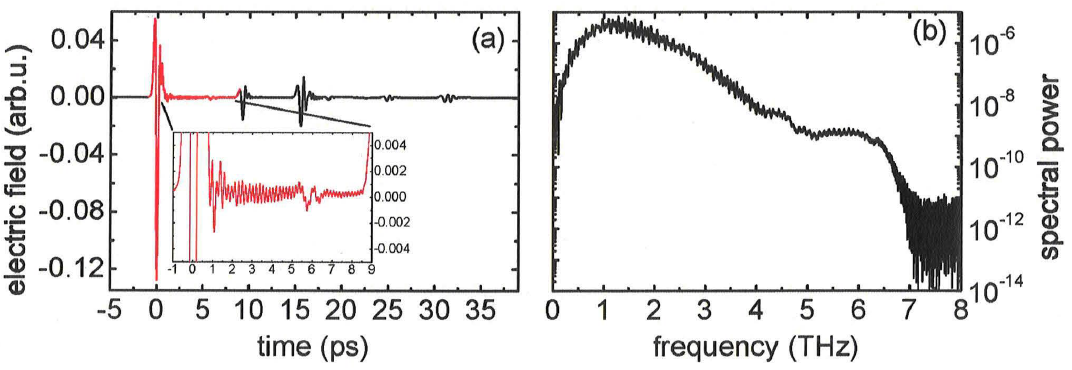 (a)
electric field (arb.u.)
0.04
0.00
-0.04
-0.08
-0.12
0.004
0.002
0.000
-0.002
-0.004
-1 0 1 2 3 4 5 6 7 8 9
-5 0 5 10 15 20 25 30 35
time (ps)
(b)
10-6
10-8
10-10
10-12
10-14
spectral power
0 1 2 3 4 5 6 7 8
frequency (THz)